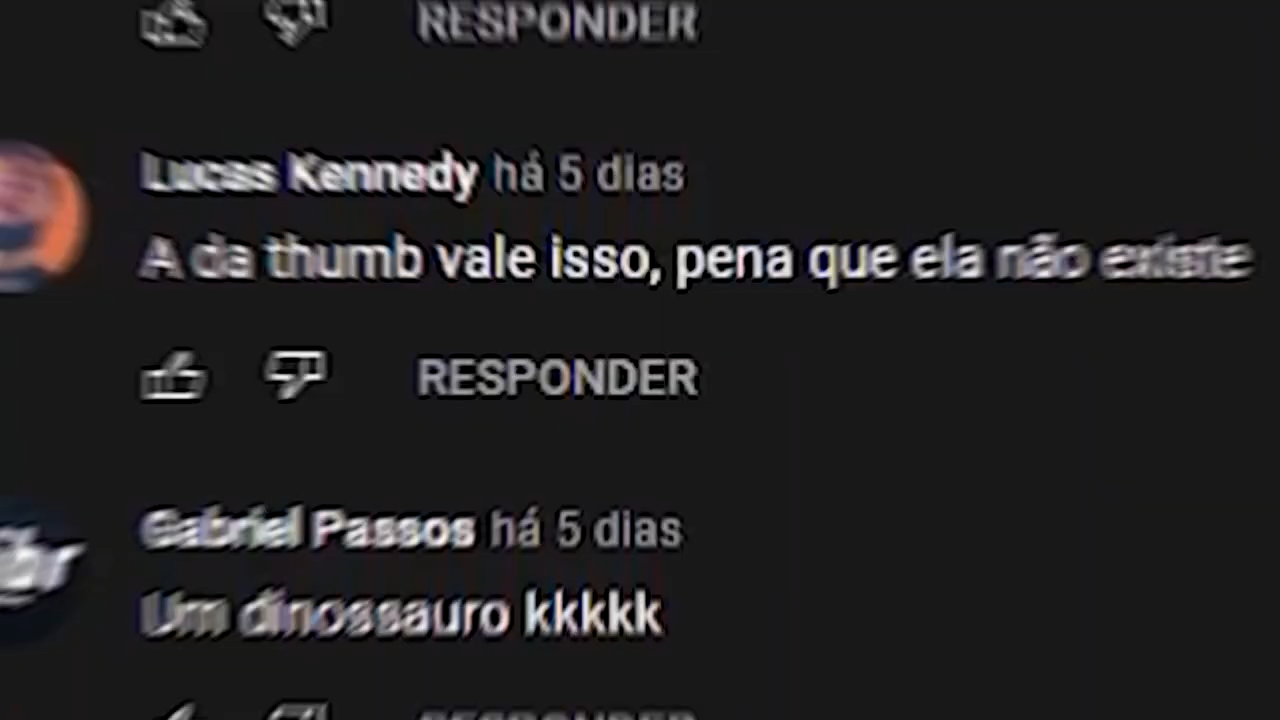 RESPONDER
Lucas Kennedy há 5 dias
A da thumb vale isso, pena que ela não existe
RESPONDER
Gabriel Passos há 5 dias
Um dinossauro kkkkk
RESPONDER